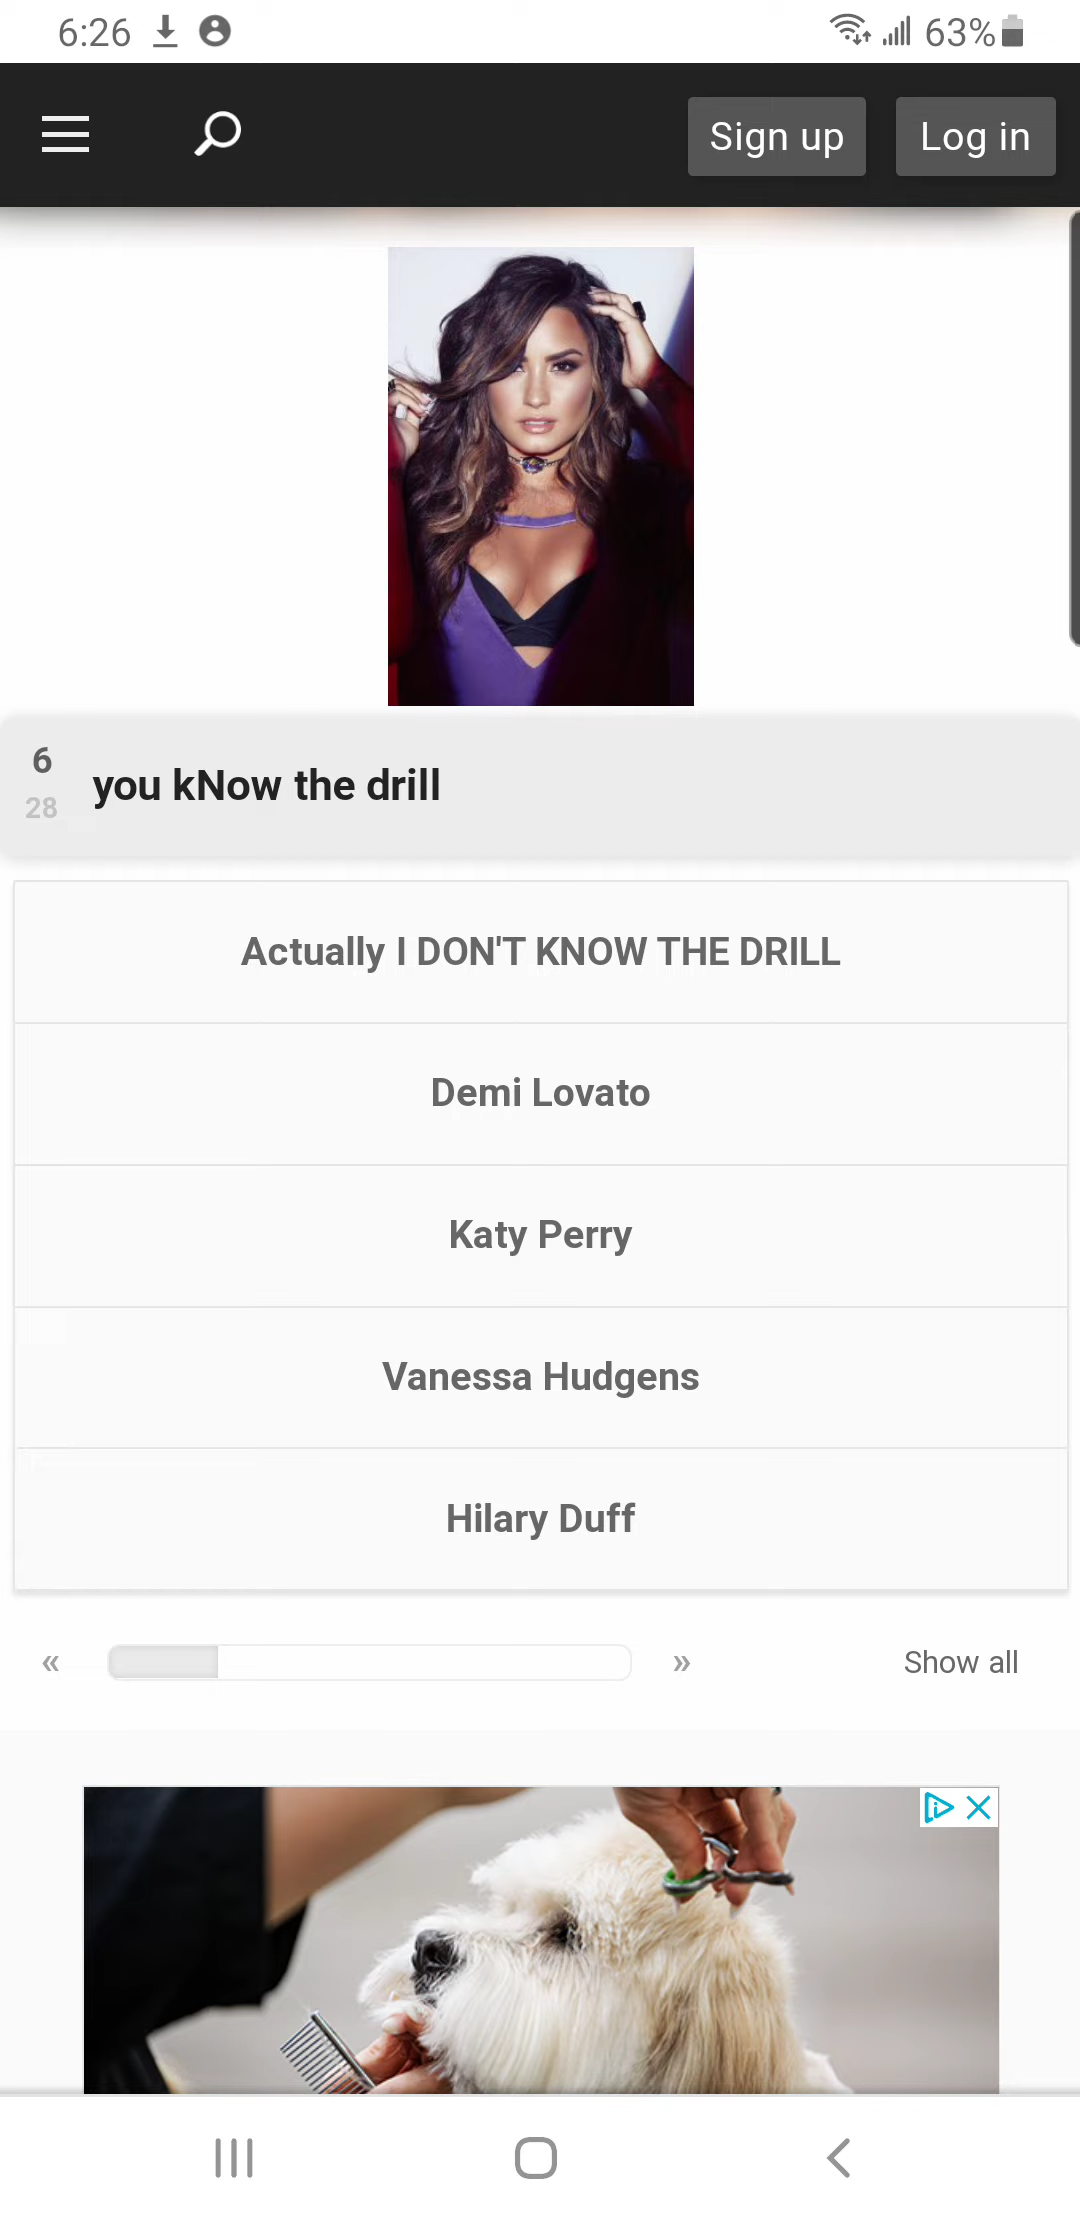 6:26 63%
Sign up Log in
6
28
you kNow the drill
Actually I DON'T KNOW THE DRILL
Demi Lovato
Katy Perry
Vanessa Hudgens
Hilary Duff
« » Show all